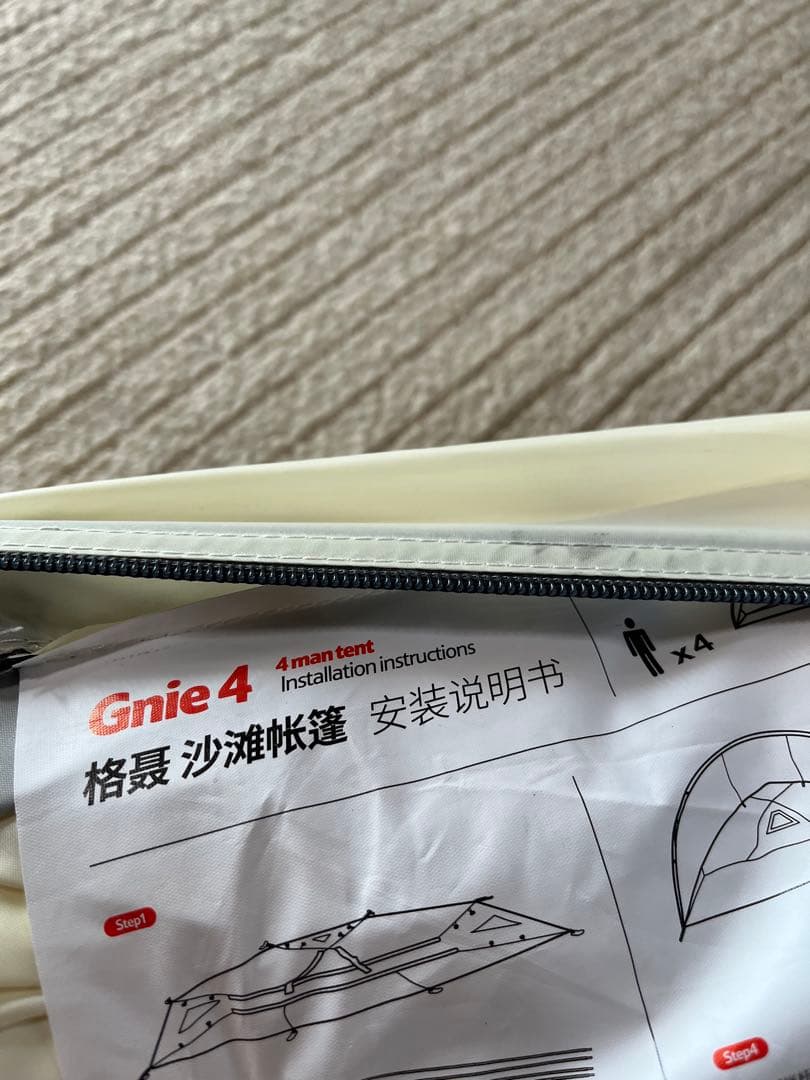 Gnie 4
4 man tent
Installation instructions
格聂 沙滩帐篷 安装说明书
x4
Step1
Step4